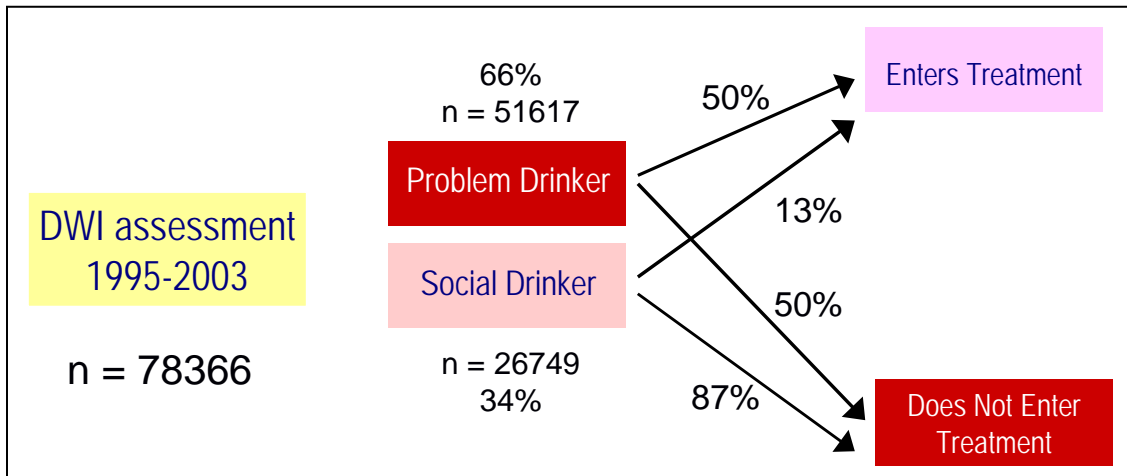 DWI assessment
1995-2003
n = 78366
66%
n = 51617
Problem Drinker
Social Drinker
n = 26749
34%
50%
13%
50%
87%
Enters Treatment
Does Not Enter
Treatment